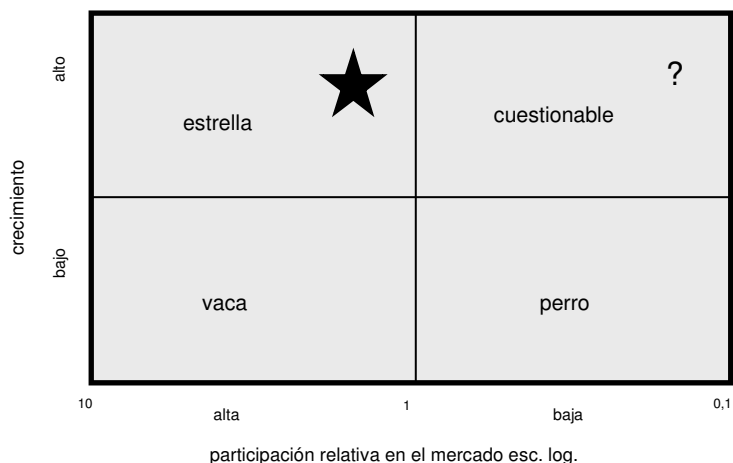 alto
?
estrella
cuestionable
crecimiento
bajo
vaca
perro
10
1
0,1
alta
baja
participación relativa en el mercado esc. log.